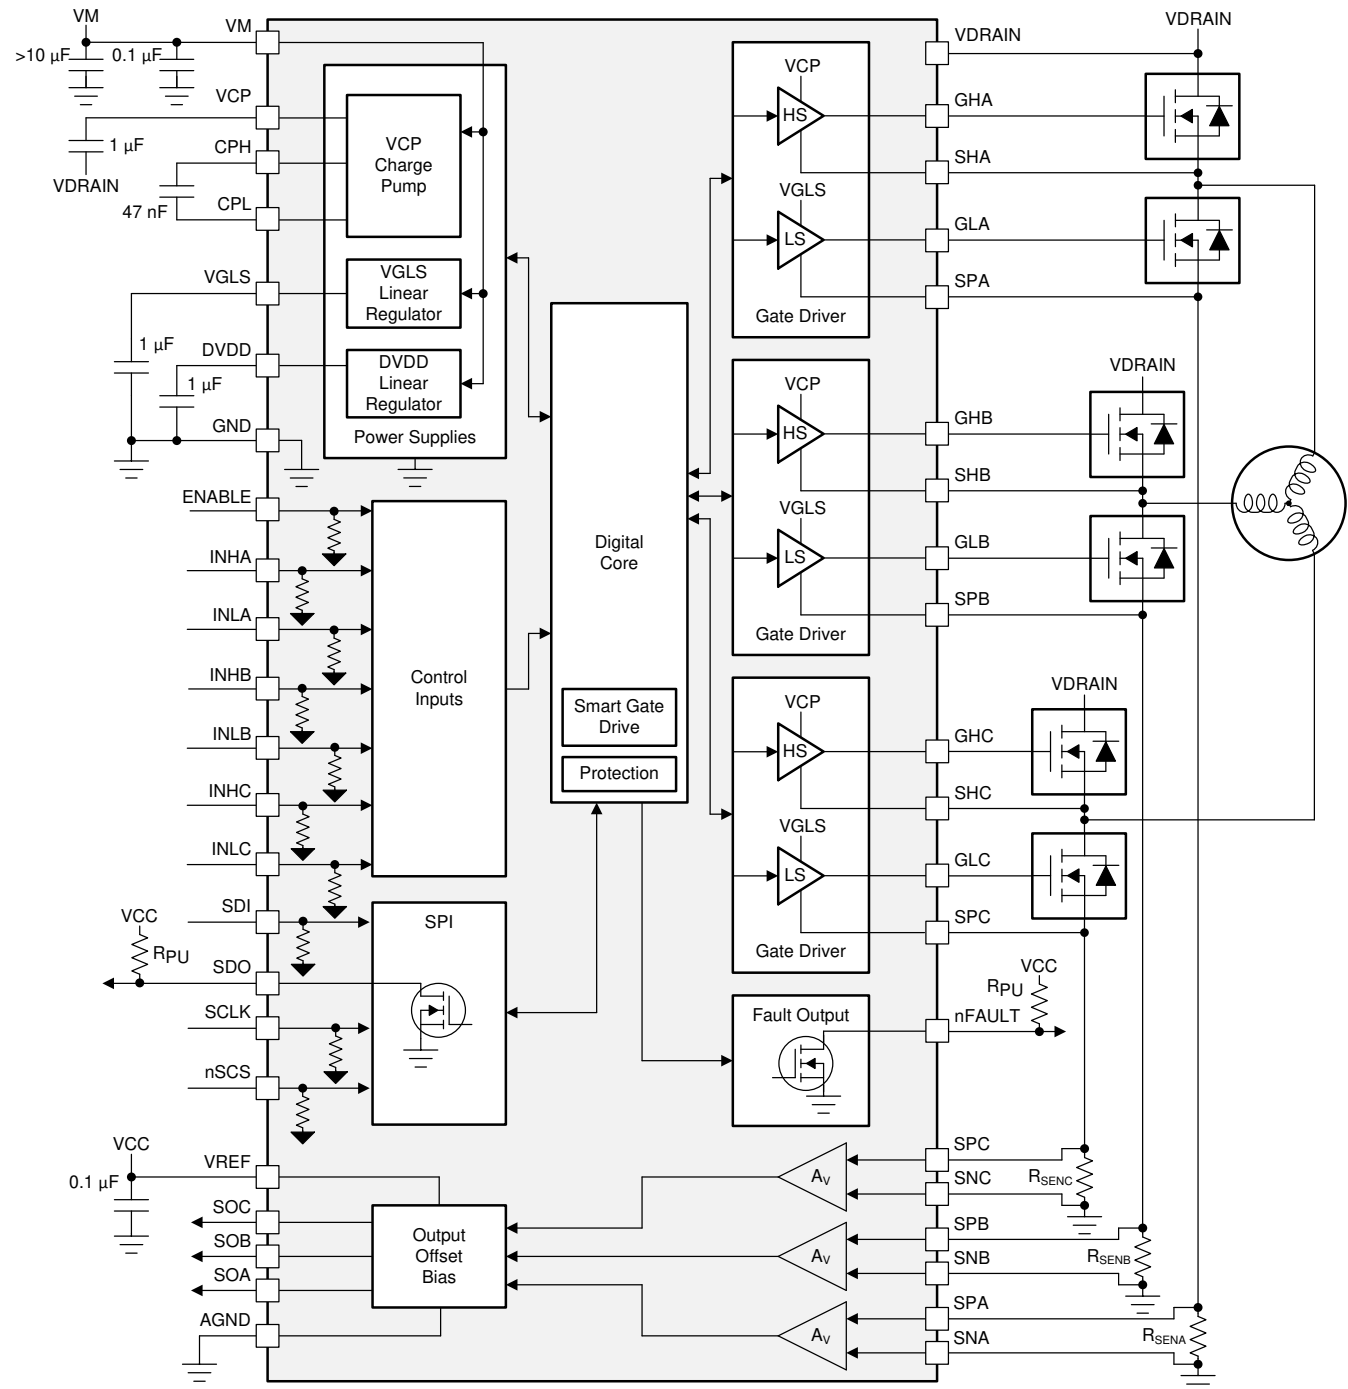 VM
>10 µF
0.1 µF
VM
VCP
1 µF
VDRAIN
CPH
47 nF
CPL
VGLS
1 µF
DVDD
1 µF
GND
VCP
Charge
Pump
VGLS
Linear
Regulator
DVDD
Linear
Regulator
Power Supplies
ENABLE
INHA
INLA
INHB
INLB
INHC
INLC
Control
Inputs
SDI
VCC
RPU
SDO
SCLK
nSCS
SPI
VCC
0.1 µF
VREF
SOC
SOB
SOA
AGND
Output
Offset
Bias
Digital
Core
Smart Gate
Drive
Protection
VCP
HS
VGLS
LS
Gate Driver
VCP
HS
VGLS
LS
Gate Driver
VCP
HS
VGLS
LS
Gate Driver
Fault Output
AV
AV
AV
VDRAIN
GHA
SHA
GLA
SPA
VDRAIN
GHB
SHB
GLB
SPB
VDRAIN
GHC
SHC
GLC
SPC
VDRAIN
VCC
RPU
nFAULT
SPC
SNC
RSENC
SPB
SNB
RSENB
SPA
SNA
RSENA